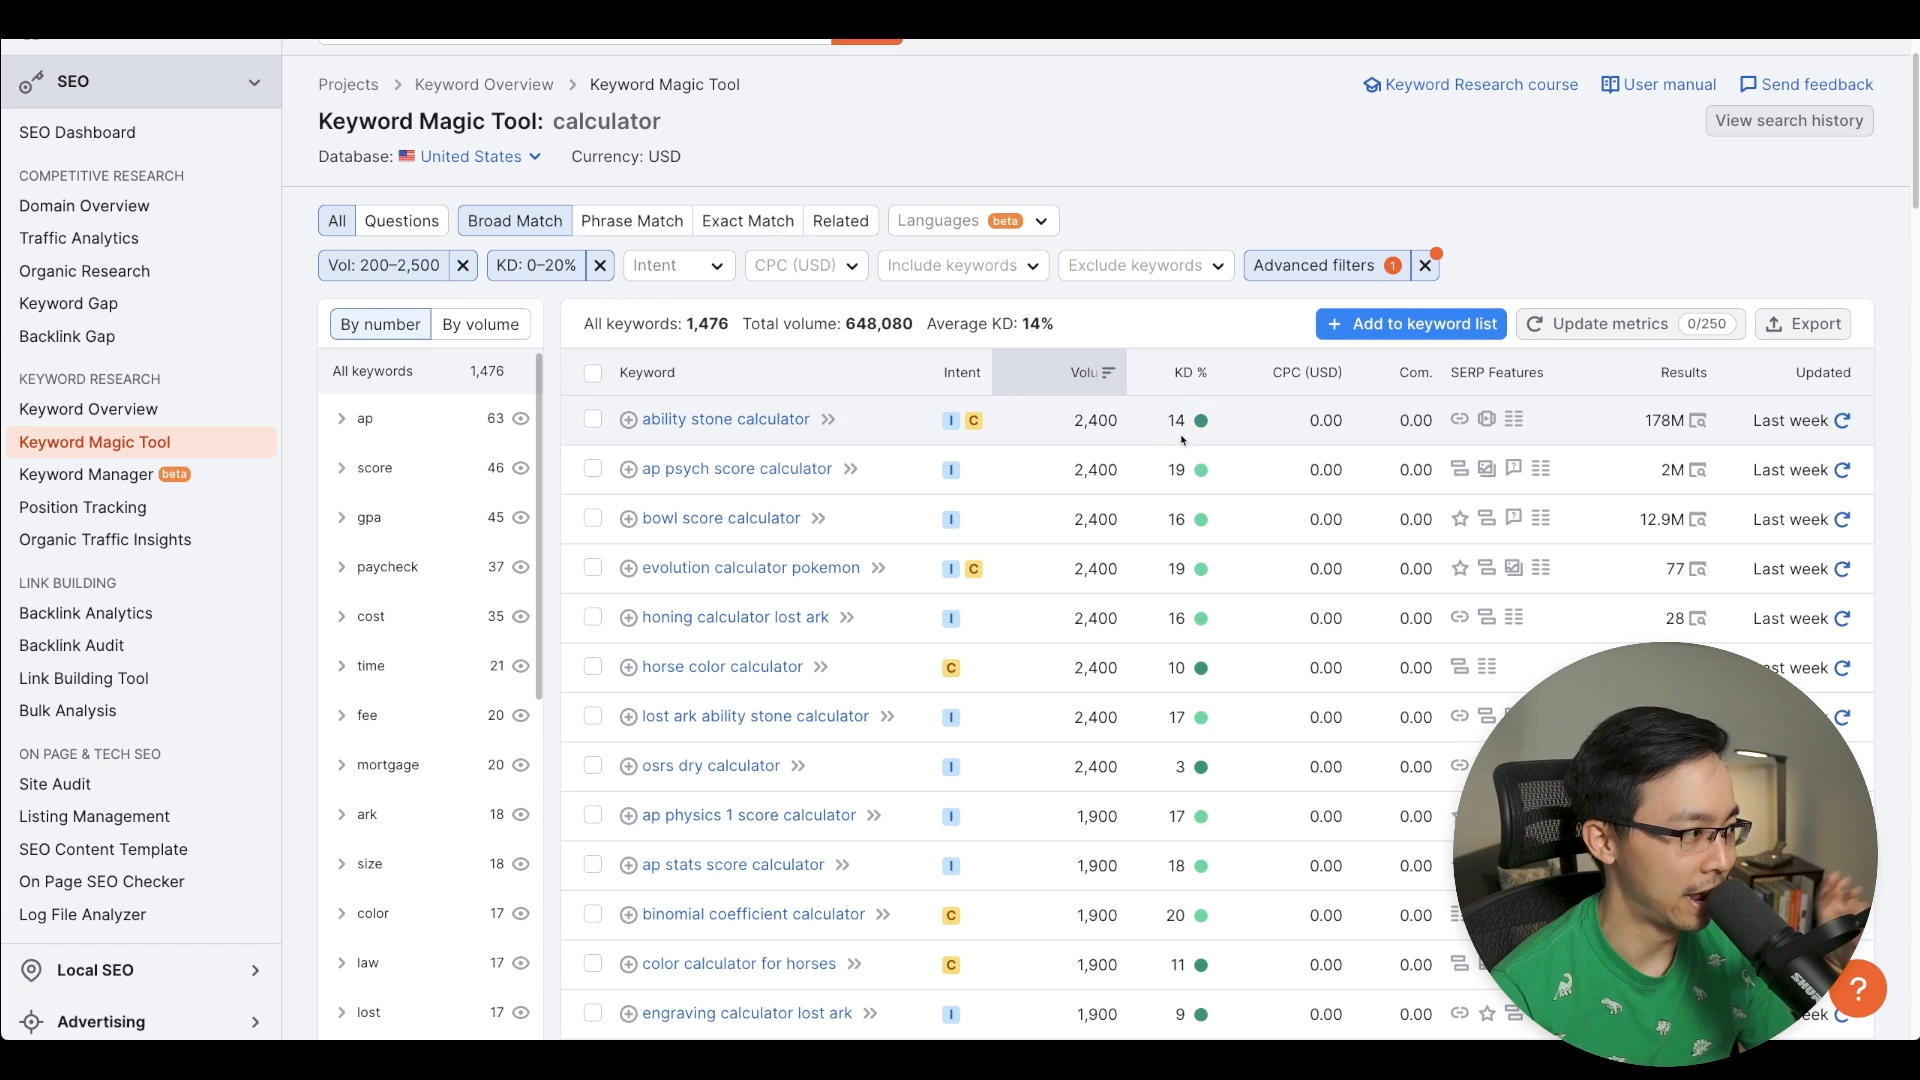 SEO
SEO Dashboard
COMPETITIVE RESEARCH
Domain Overview
Traffic Analytics
Organic Research
Keyword Gap
Backlink Gap
KEYWORD RESEARCH
Keyword Overview
Keyword Magic Tool
Keyword Manager beta
Position Tracking
Organic Traffic Insights
LINK BUILDING
Backlink Analytics
Backlink Audit
Link Building Tool
Bulk Analysis
ON PAGE & TECH SEO
Site Audit
Listing Management
SEO Content Template
On Page SEO Checker
Log File Analyzer
Local SEO
Advertising
Projects > Keyword Overview > Keyword Magic Tool
Keyword Research course User manual Send feedback
Keyword Magic Tool: calculator
View search history
Database: United States Currency: USD
All Questions Broad Match Phrase Match Exact Match Related Languages beta
Vol: 200–2,500 KD: 0–20% Intent CPC (USD) Include keywords Exclude keywords Advanced filters 1
By number By volume
All keywords 1,476
ap 63
score 46
gpa 45
paycheck 37
cost 35
time 21
fee 20
mortgage 20
ark 18
size 18
color 17
law 17
lost 17
All keywords: 1,476 Total volume: 648,080 Average KD: 14%
+ Add to keyword list Update metrics 0/250 Export
Keyword Intent Volu KD % CPC (USD) Com. SERP Features Results Updated
ability stone calculator I C 2,400 14 0.00 0.00 178M Last week
ap psych score calculator I 2,400 19 0.00 0.00 2M Last week
bowl score calculator I 2,400 16 0.00 0.00 12.9M Last week
evolution calculator pokemon I C 2,400 19 0.00 0.00 77 Last week
honing calculator lost ark I 2,400 16 0.00 0.00 28 Last week
horse color calculator C 2,400 10 0.00 0.00 ast week
lost ark ability stone calculator I 2,400 17 0.00 0.00
osrs dry calculator I 2,400 3 0.00 0.00
ap physics 1 score calculator I 1,900 17 0.00 0.00
ap stats score calculator I 1,900 18 0.00 0.00
binomial coefficient calculator C 1,900 20 0.00 0.00
color calculator for horses C 1,900 11 0.00 0.00
engraving calculator lost ark I 1,900 9 0.00 0.00 eek
SHURE
?